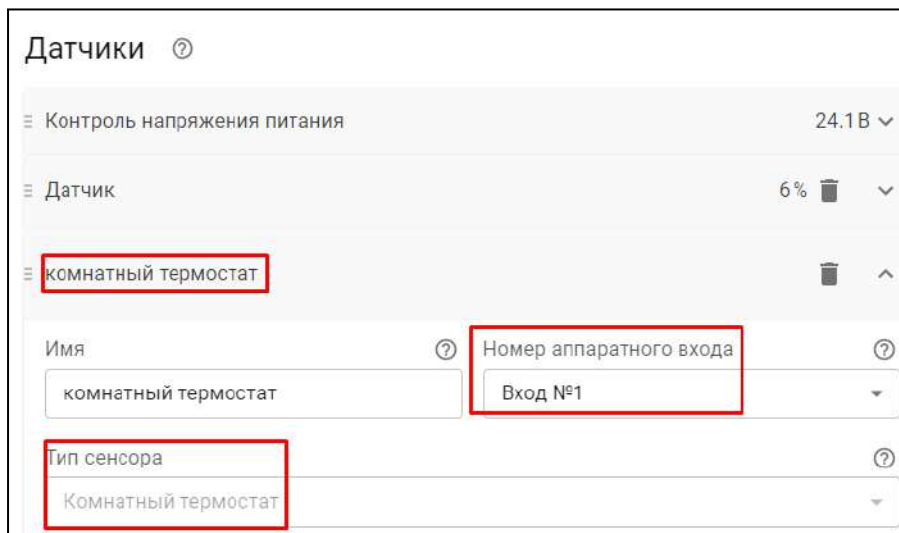 Датчики
Контроль напряжения питания 24.1В
Датчик 6%
комнатный термостат
Имя Номер аппаратного входа
комнатный термостат Вход №1
Тип сенсора
Комнатный термостат